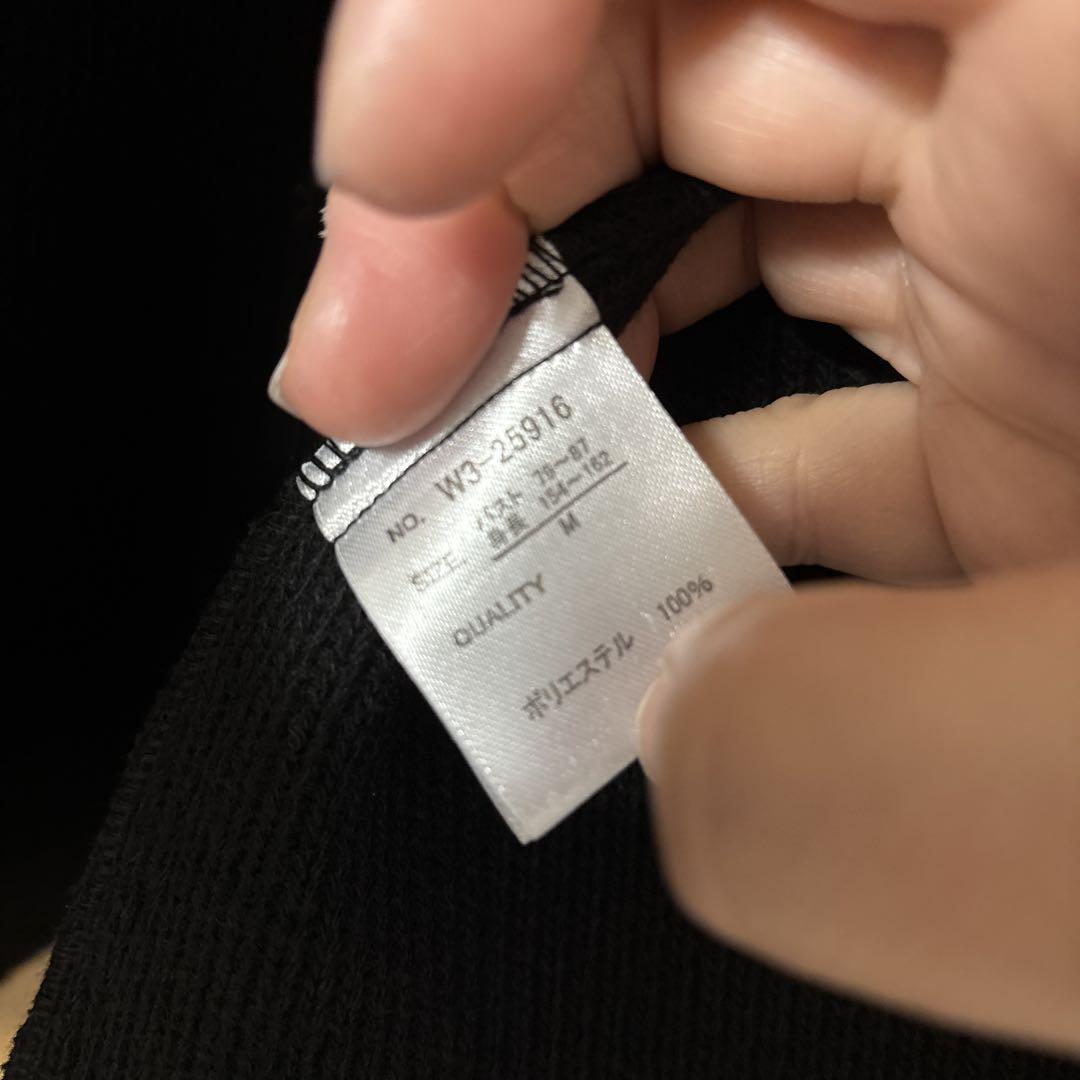 NO. W3-25916
SIZE. バスト 79~87
身長 154~162
M
QUALITY
ポリエステル 100%